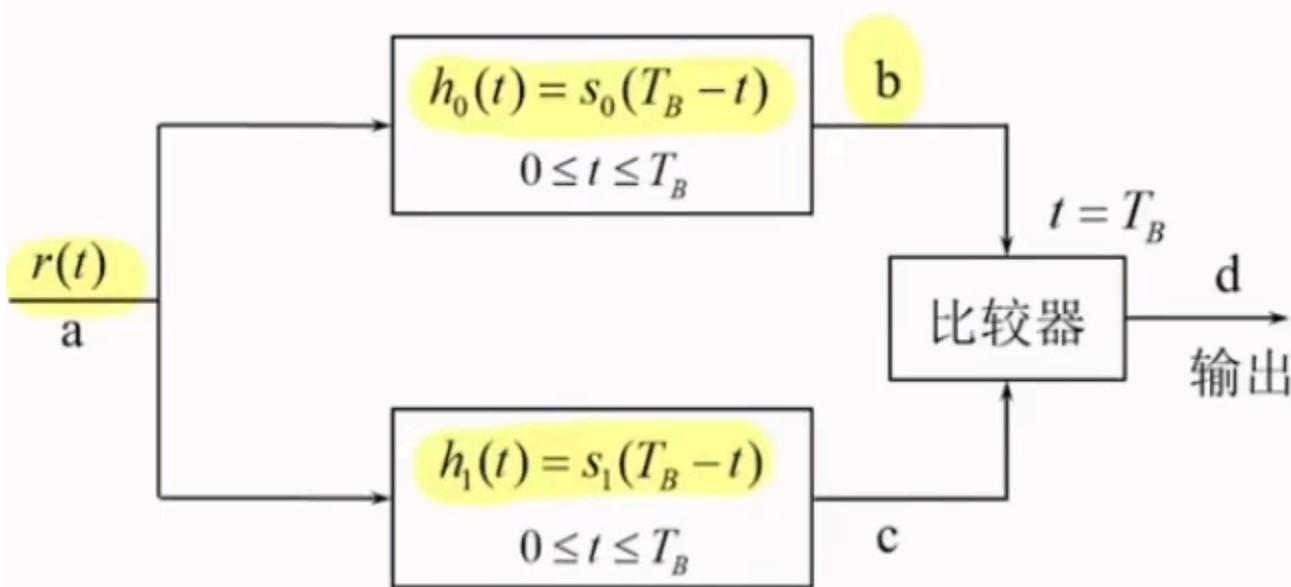 h₀(t) = s₀(T_B − t)
0 ≤ t ≤ T_B
b
t = T_B
r(t)
a
比较器
d
输出
h₁(t) = s₁(T_B − t)
0 ≤ t ≤ T_B
c